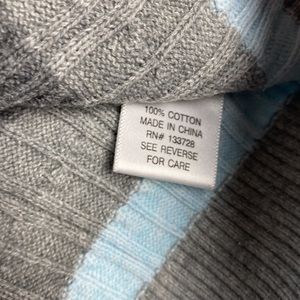 100% COTTON
MADE IN CHINA
RN# 133728
SEE REVERSE
FOR CARE